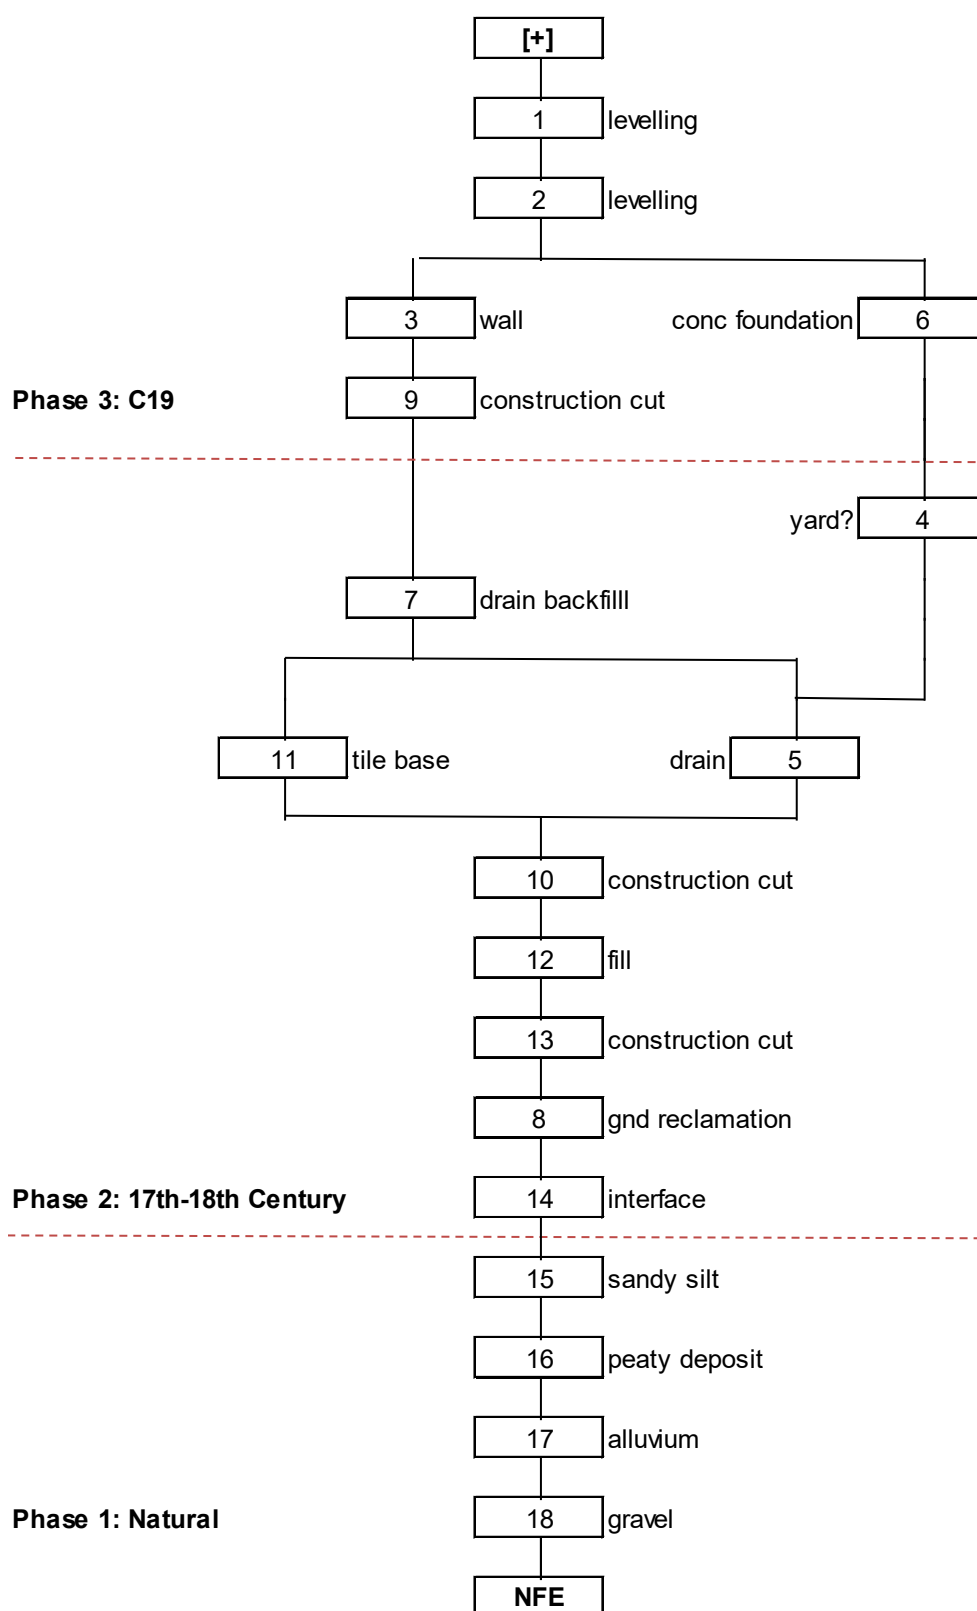 [+]
1 levelling
2 levelling
3 wall conc foundation 6
Phase 3: C19 9 construction cut
yard? 4
7 drain backfilll
11 tile base drain 5
10 construction cut
12 fill
13 construction cut
8 gnd reclamation
Phase 2: 17th-18th Century 14 interface
15 sandy silt
16 peaty deposit
17 alluvium
Phase 1: Natural 18 gravel
NFE